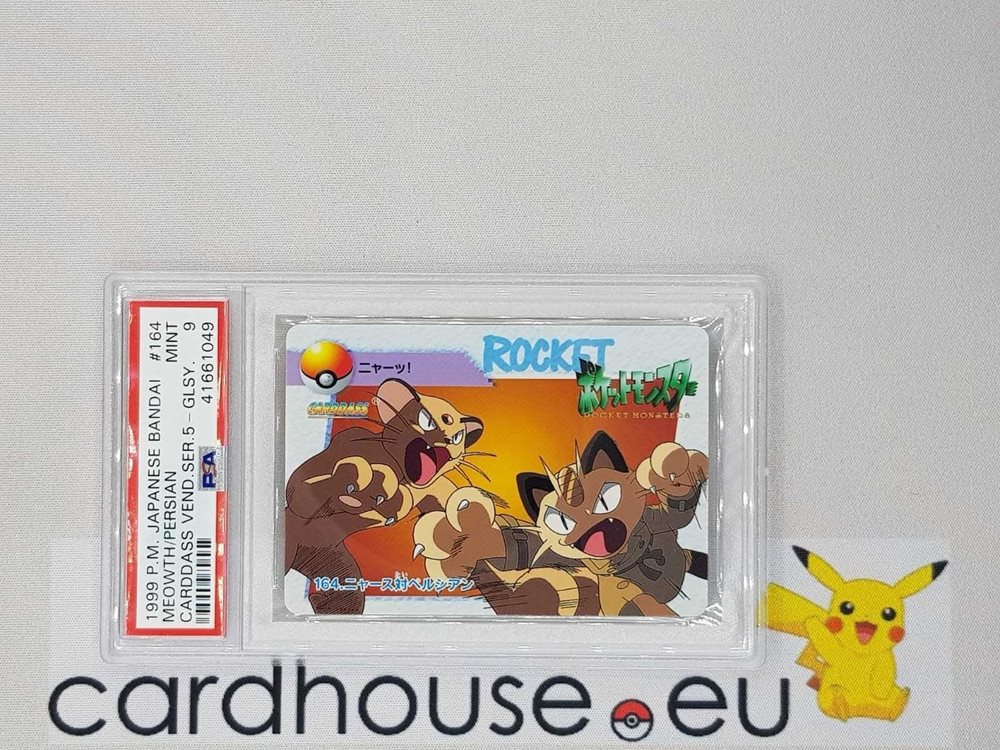 1999 P.M. JAPANESE BANDAI #164
MEOWTH/PERSIAN MINT
CARDDASS VEND.SER.5 - GLSY. 9
PSA 41661049
ROCKET
ニャーッ!
ポケットモンスター
POCKET MONSTERS
CARDDASS®
164.ニャース対ペルシアン
たい
cardhouse.eu